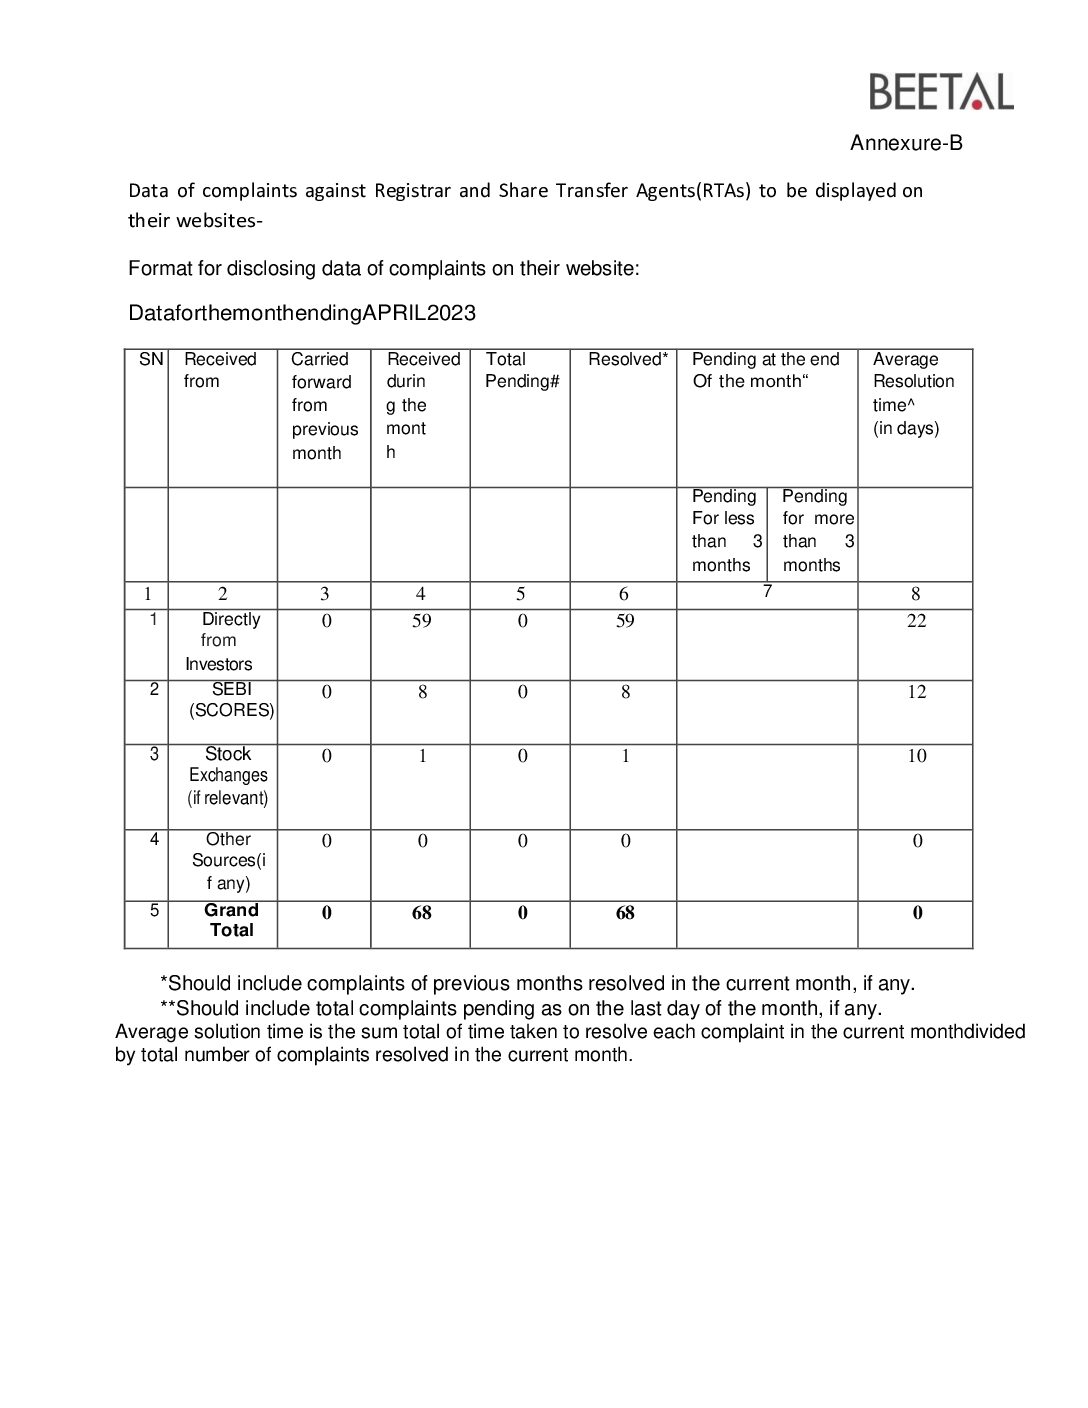 BEETAL
Annexure-B
Data of complaints against Registrar and Share Transfer Agents(RTAs) to be displayed on
their websites-
Format for disclosing data of complaints on their website:
DataforthemonthendingAPRIL2023
SN Received from Carried forward from previous month Received durin g the mont h Total Pending# Resolved* Pending at the end Of the month“ Average Resolution time^ (in days)
Pending For less than 3 months Pending for more than 3 months
1 2 3 4 5 6 7 8
1 Directly from Investors 0 59 0 59 22
2 SEBI (SCORES) 0 8 0 8 12
3 Stock Exchanges (if relevant) 0 1 0 1 10
4 Other Sources(i f any) 0 0 0 0 0
5 Grand Total 0 68 0 68 0
*Should include complaints of previous months resolved in the current month, if any.
**Should include total complaints pending as on the last day of the month, if any.
Average solution time is the sum total of time taken to resolve each complaint in the current monthdivided
by total number of complaints resolved in the current month.